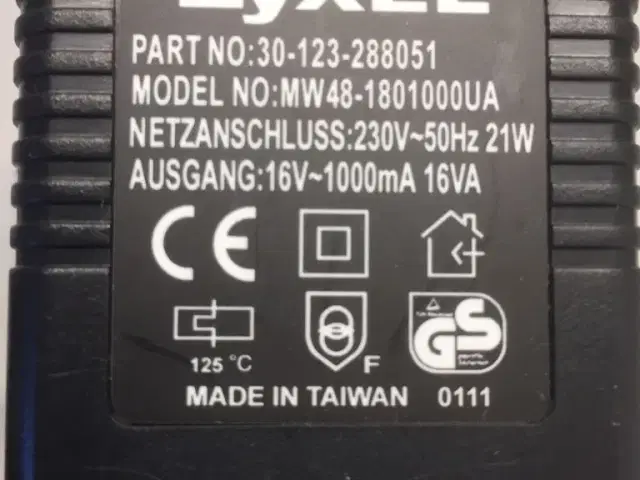 ZyXEL
PART NO:30-123-288051
MODEL NO:MW48-1801000UA
NETZANSCHLUSS:230V~50Hz 21W
AUSGANG:16V~1000mA 16VA
CE
125 °C
F
GS
MADE IN TAIWAN 0111